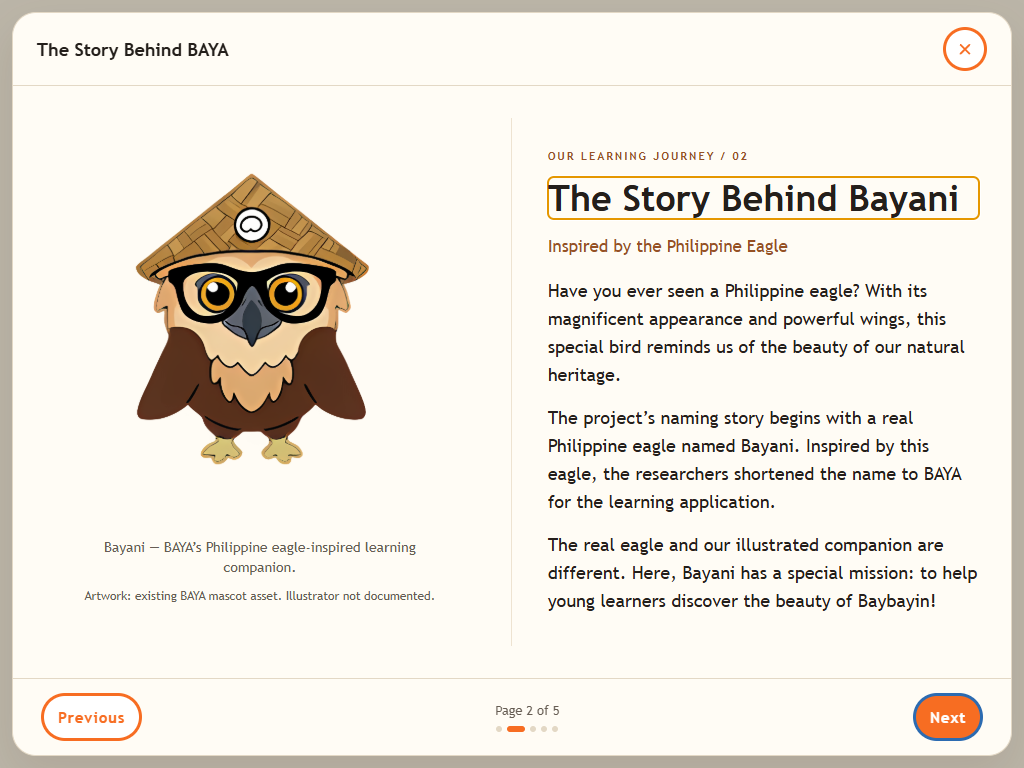 The Story Behind BAYA
OUR LEARNING JOURNEY / 02
The Story Behind Bayani
Inspired by the Philippine Eagle
Have you ever seen a Philippine eagle? With its
magnificent appearance and powerful wings, this
special bird reminds us of the beauty of our natural
heritage.
The project’s naming story begins with a real
Philippine eagle named Bayani. Inspired by this
eagle, the researchers shortened the name to BAYA
for the learning application.
The real eagle and our illustrated companion are
different. Here, Bayani has a special mission: to help
young learners discover the beauty of Baybayin!
Bayani — BAYA’s Philippine eagle-inspired learning
companion.
Artwork: existing BAYA mascot asset. Illustrator not documented.
Previous
Page 2 of 5
Next